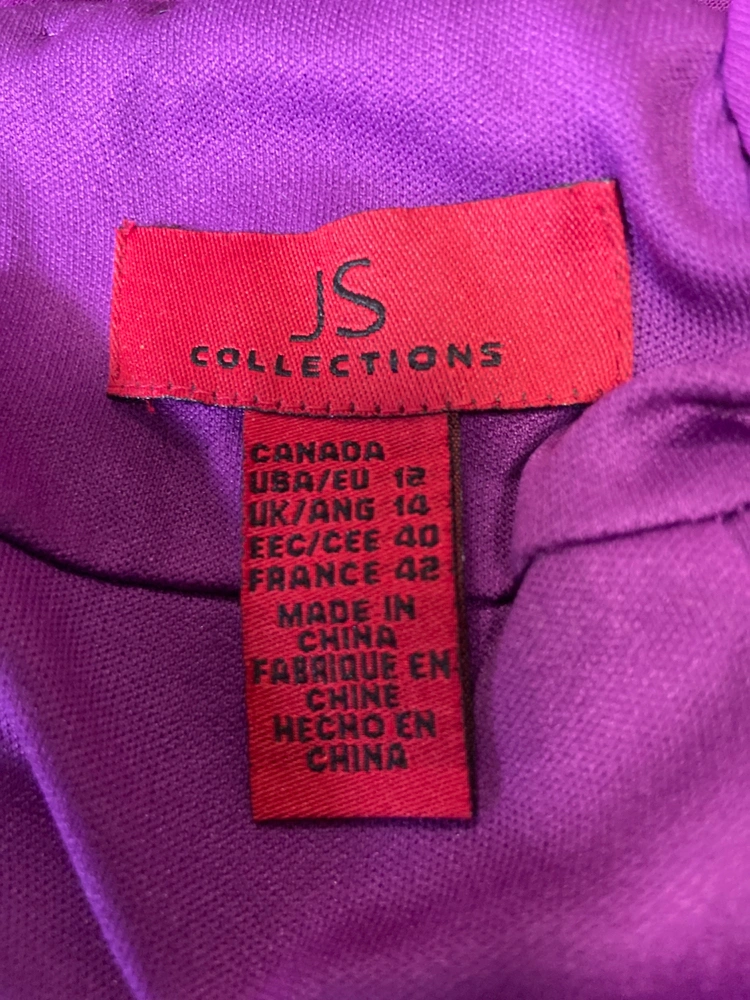 JS
COLLECTIONS
CANADA
USA/EU 12
UK/ANG 14
EEC/CEE 40
FRANCE 42
MADE IN
CHINA
FABRIQUE EN
CHINE
HECHO EN
CHINA